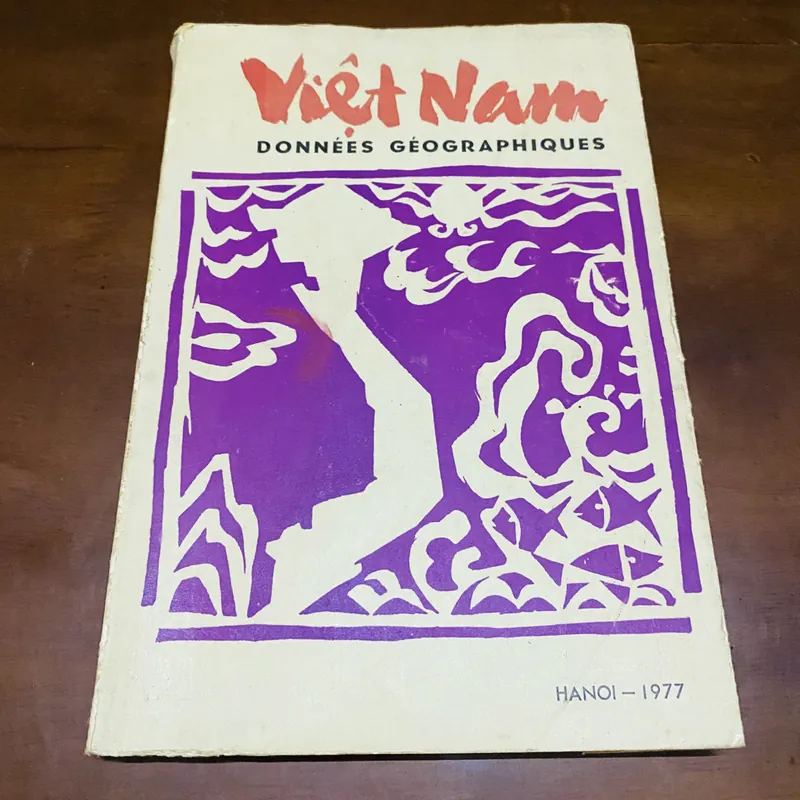 Việt Nam
DONNÉES GÉOGRAPHIQUES
HANOI – 1977